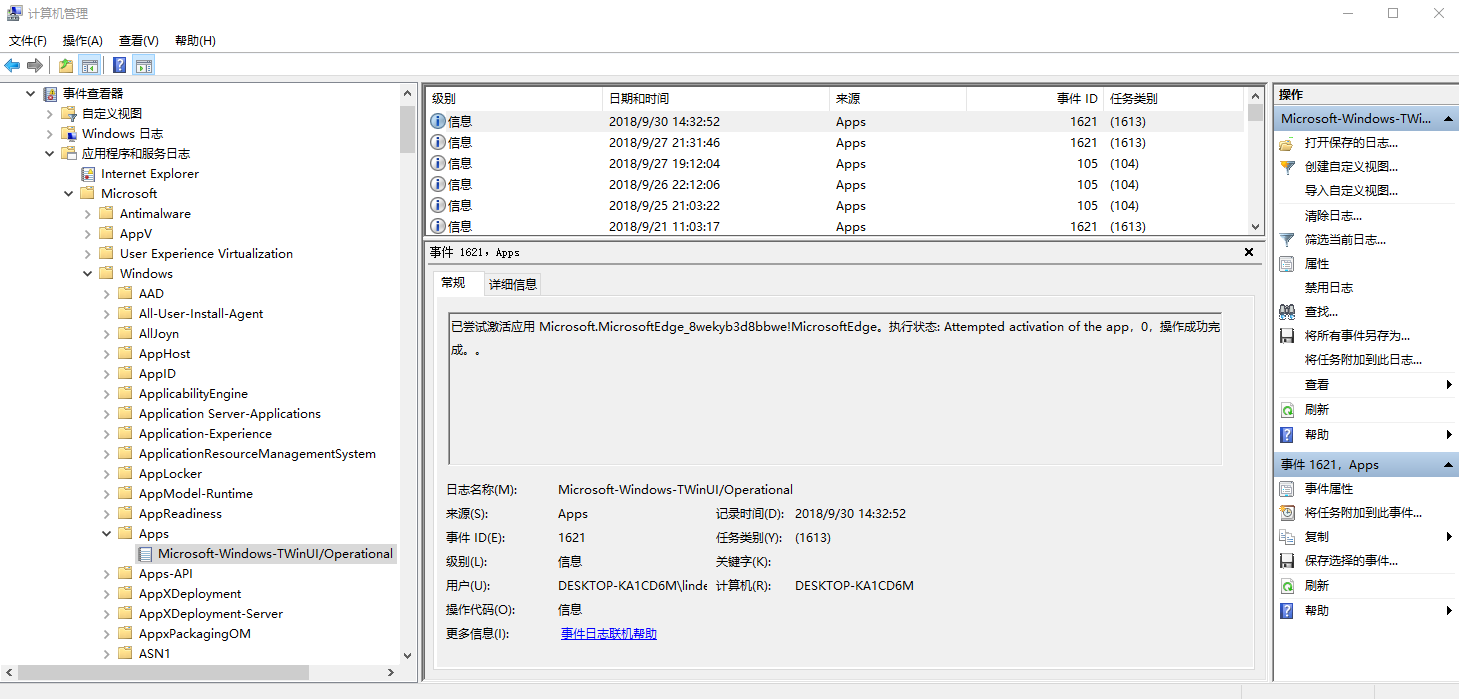 计算机管理
文件(F) 操作(A) 查看(V) 帮助(H)
事件查看器
自定义视图
Windows 日志
应用程序和服务日志
Internet Explorer
Microsoft
Antimalware
AppV
User Experience Virtualization
Windows
AAD
All-User-Install-Agent
AllJoyn
AppHost
AppID
ApplicabilityEngine
Application Server-Applications
Application-Experience
ApplicationResourceManagementSystem
AppLocker
AppModel-Runtime
AppReadiness
Apps
Microsoft-Windows-TWinUI/Operational
Apps-API
AppXDeployment
AppXDeployment-Server
AppxPackagingOM
ASN1
级别 日期和时间 来源 事件 ID 任务类别
信息 2018/9/30 14:32:52 Apps 1621 (1613)
信息 2018/9/27 21:31:46 Apps 1621 (1613)
信息 2018/9/27 19:12:04 Apps 105 (104)
信息 2018/9/26 22:12:06 Apps 105 (104)
信息 2018/9/25 21:03:22 Apps 105 (104)
信息 2018/9/21 11:03:17 Apps 1621 (1613)
事件 1621，Apps
常规 详细信息
已尝试激活应用 Microsoft.MicrosoftEdge_8wekyb3d8bbwe!MicrosoftEdge。执行状态: Attempted activation of the app，0，操作成功完
成。。
日志名称(M): Microsoft-Windows-TWinUI/Operational
来源(S): Apps 记录时间(D): 2018/9/30 14:32:52
事件 ID(E): 1621 任务类别(Y): (1613)
级别(L): 信息 关键字(K):
用户(U): DESKTOP-KA1CD6M\linde 计算机(R): DESKTOP-KA1CD6M
操作代码(O): 信息
更多信息(I): 事件日志联机帮助
操作
Microsoft-Windows-TWi...
打开保存的日志...
创建自定义视图...
导入自定义视图...
清除日志...
筛选当前日志...
属性
禁用日志
查找...
将所有事件另存为...
将任务附加到此日志...
查看
刷新
帮助
事件 1621，Apps
事件属性
将任务附加到此事件...
复制
保存选择的事件...
刷新
帮助